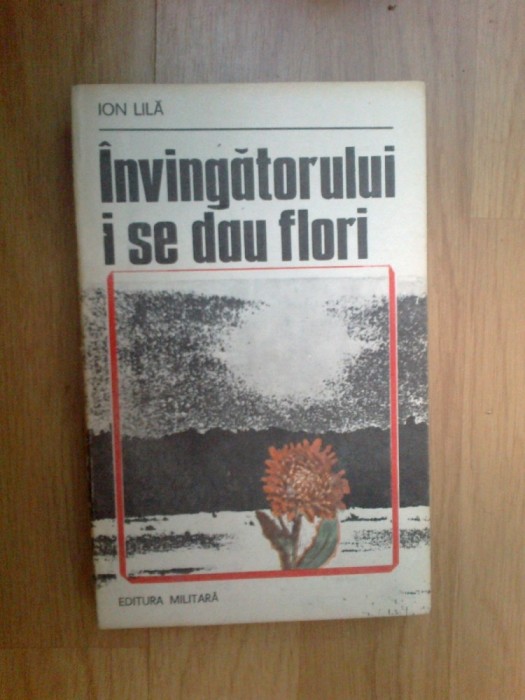 ION LILĂ
Învingătorului
i se dau flori
EDITURA MILITARĂ